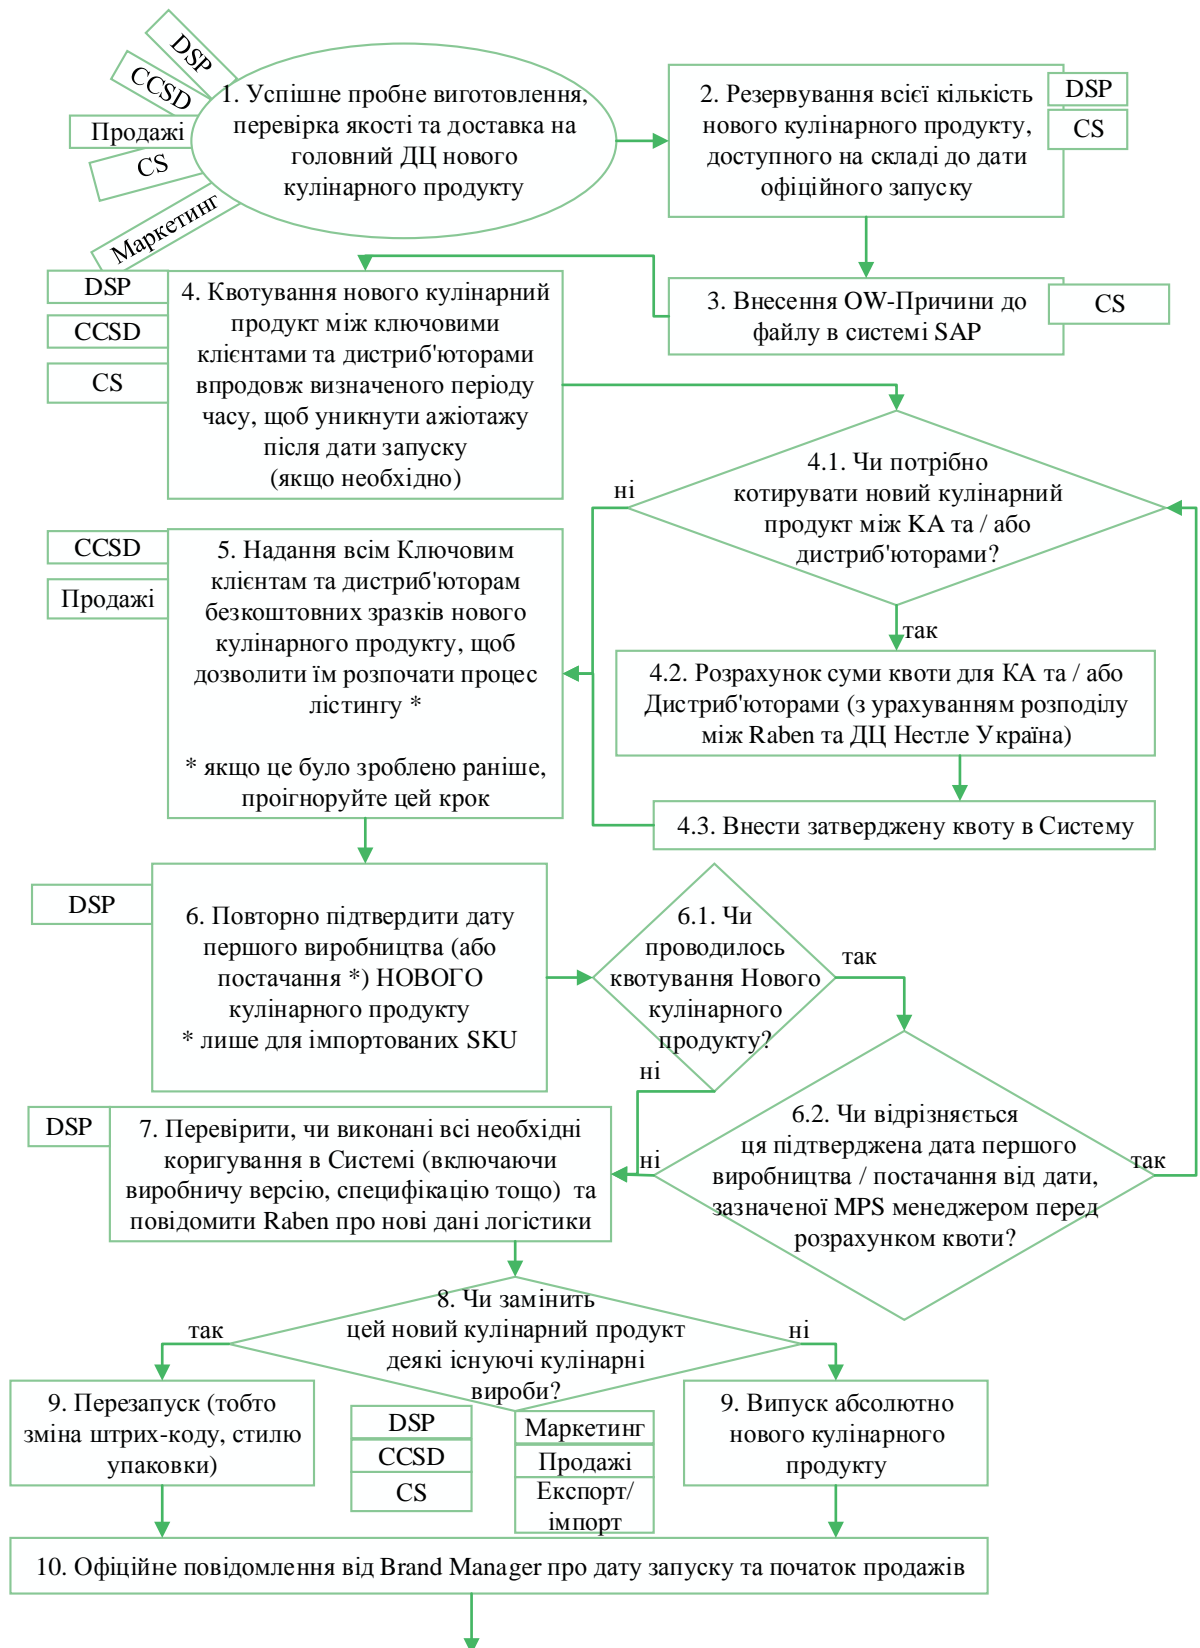 DSP
CCSD
Продажі
CS
Маркетинг
1. Успішне пробне виготовлення,
перевірка якості та доставка на
головний ДЦ нового
кулінарного продукту
2. Резервування всієї кількість
нового кулінарного продукту,
доступного на складі до дати
офіційного запуску
DSP
CS
3. Внесення OW-Причини до
файлу в системі SAP
CS
DSP
CCSD
CS
4. Квотування нового кулінарний
продукт між ключовими
клієнтами та дистриб'юторами
впродовж визначеного періоду
часу, щоб уникнути ажіотажу
після дати запуску
(якщо необхідно)
4.1. Чи потрібно
котирувати новий кулінарний
продукт між KA та / або
дистриб'юторами?
ні
так
CCSD
Продажі
5. Надання всім Ключовим
клієнтам та дистриб'юторам
безкоштовних зразків нового
кулінарного продукту, щоб
дозволити їм розпочати процес
лістингу *
* якщо це було зроблено раніше,
проігноруйте цей крок
4.2. Розрахунок суми квоти для КА та / або
Дистриб'юторами (з урахуванням розподілу
між Raben та ДЦ Нестле Україна)
4.3. Внести затверджену квоту в Систему
DSP
6. Повторно підтвердити дату
першого виробництва (або
постачання *) НОВОГО
кулінарного продукту
* лише для імпортованих SKU
6.1. Чи
проводилось
квотування Нового
кулінарного
продукту?
так
ні
6.2. Чи відрізняється
ця підтверджена дата першого
виробництва / постачання від дати,
зазначеної MPS менеджером перед
розрахунком квоти?
ні
так
DSP
7. Перевірити, чи виконані всі необхідні
коригування в Системі (включаючи
виробничу версію, специфікацію тощо) та
повідомити Raben про нові дані логістики
8. Чи замінить
цей новий кулінарний продукт
деякі існуючі кулінарні
вироби?
так
ні
9. Перезапуск (тобто
зміна штрих-коду, стилю
упаковки)
DSP
CCSD
CS
Маркетинг
Продажі
Експорт/
імпорт
9. Випуск абсолютно
нового кулінарного
продукту
10. Офіційне повідомлення від Brand Manager про дату запуску та початок продажів